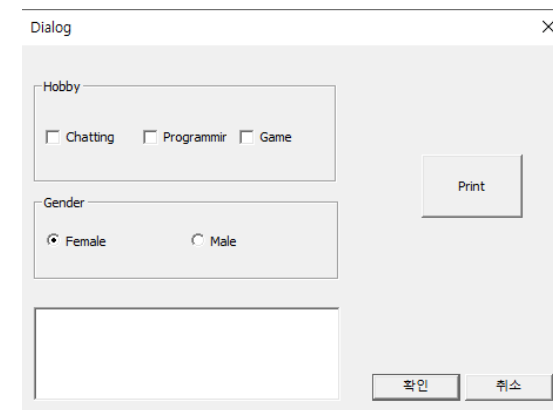 Dialog
Hobby
Chatting Programmir Game
Print
Gender
Female Male
확인 취소